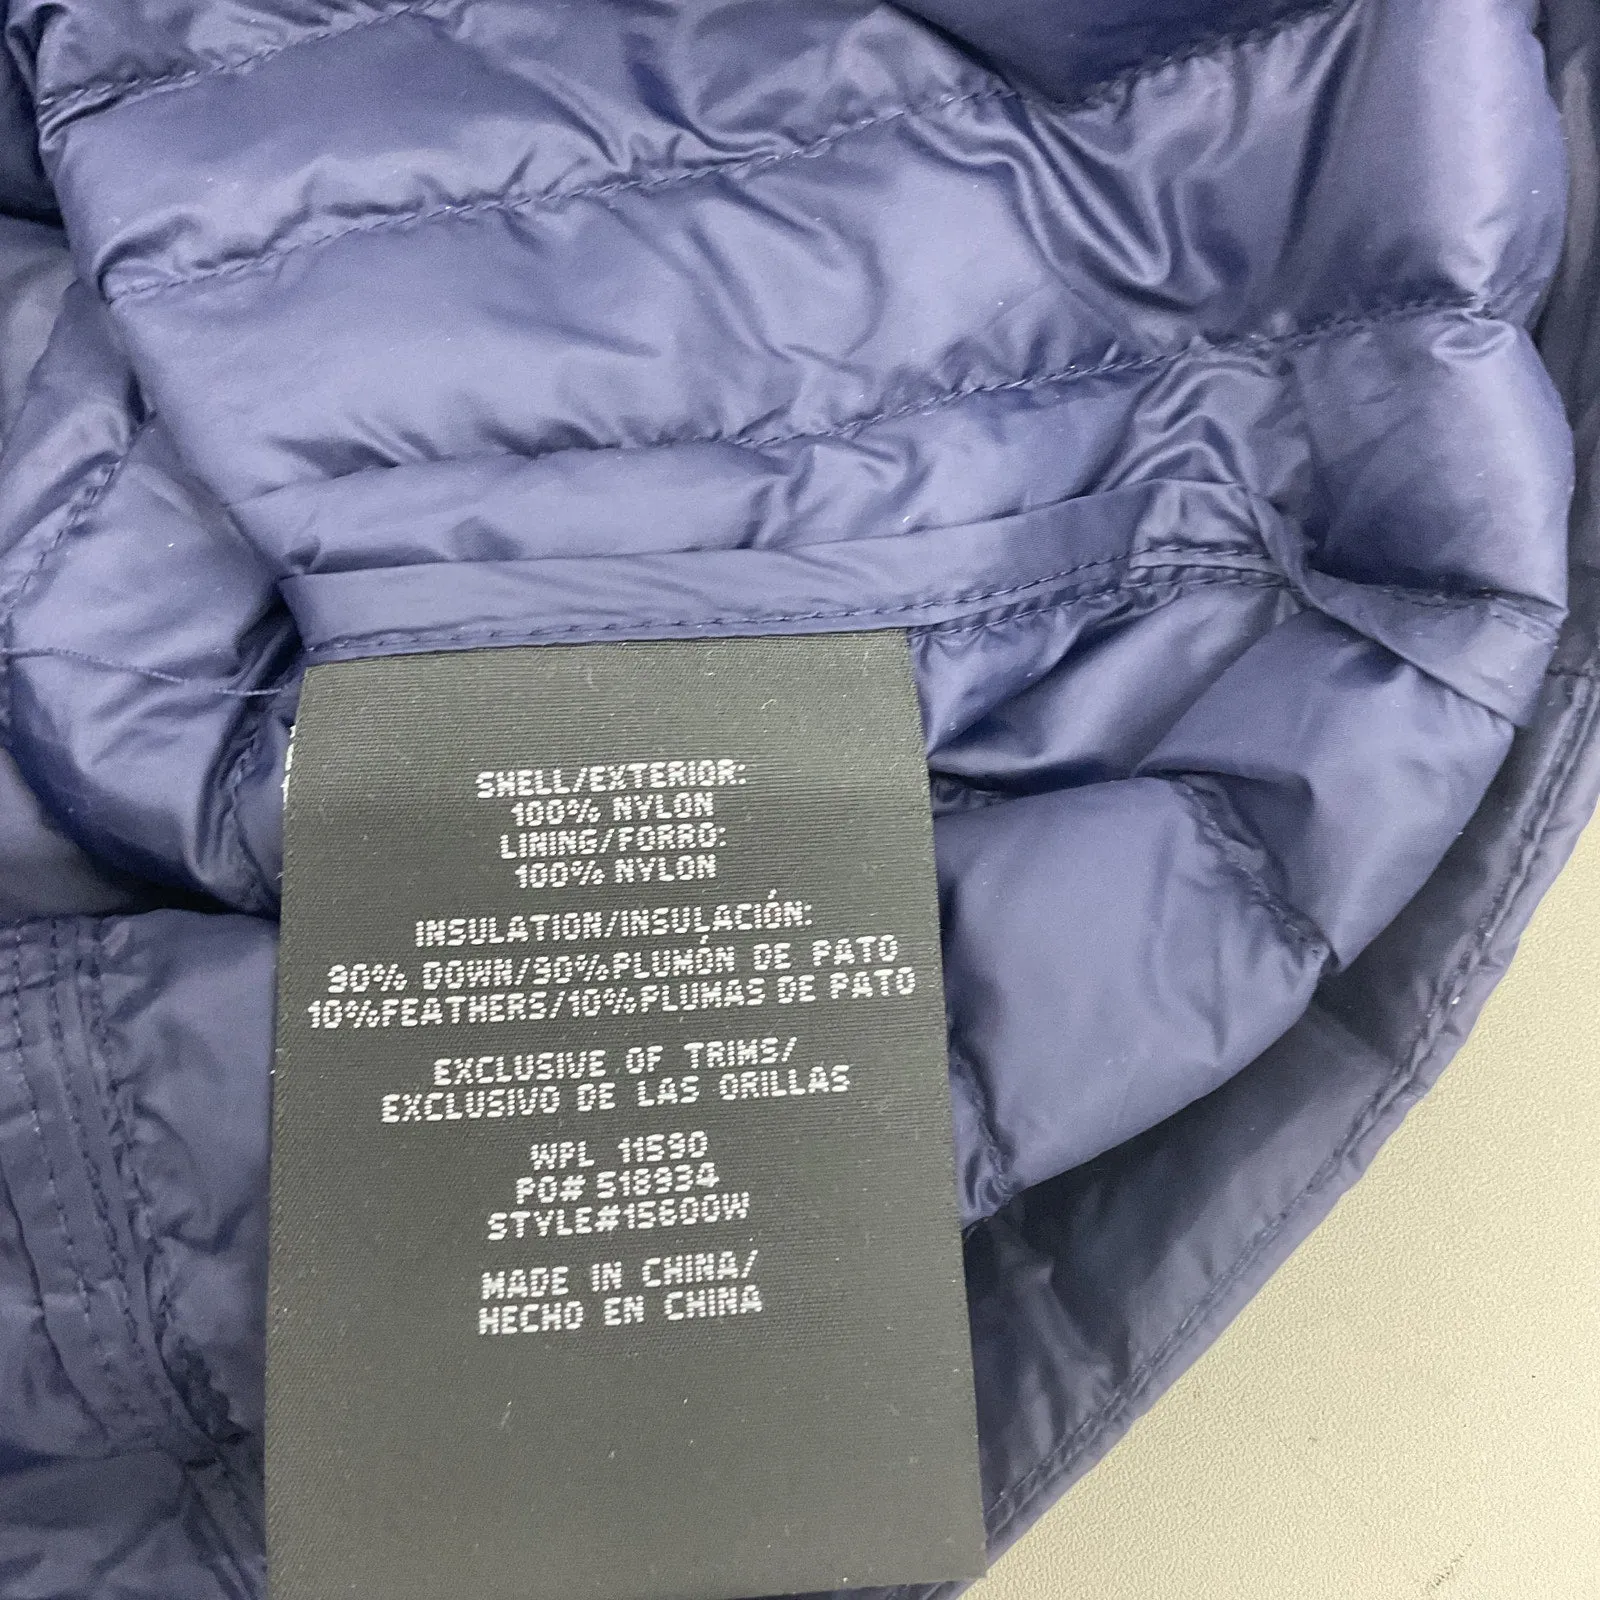 SHELL/EXTERIOR:
100% NYLON
LINING/FORRO:
100% NYLON
INSULATION/INSULACIÓN:
90% DOWN/90%PLUMÓN DE PATO
10%FEATHERS/10%PLUMAS DE PATO
EXCLUSIVE OF TRIMS/
EXCLUSIVO DE LAS ORILLAS
WPL 11590
PO# 518934
STYLE#15600W
MADE IN CHINA/
HECHO EN CHINA